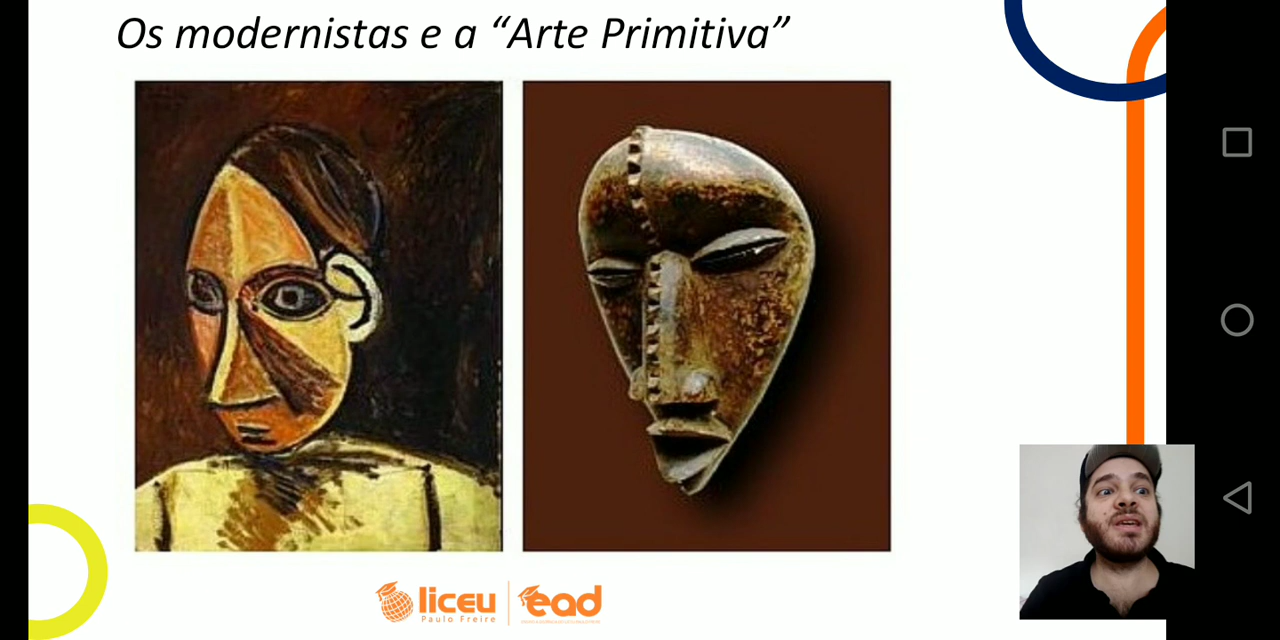 Os modernistas e a “Arte Primitiva”
liceu
Paulo Freire
ead